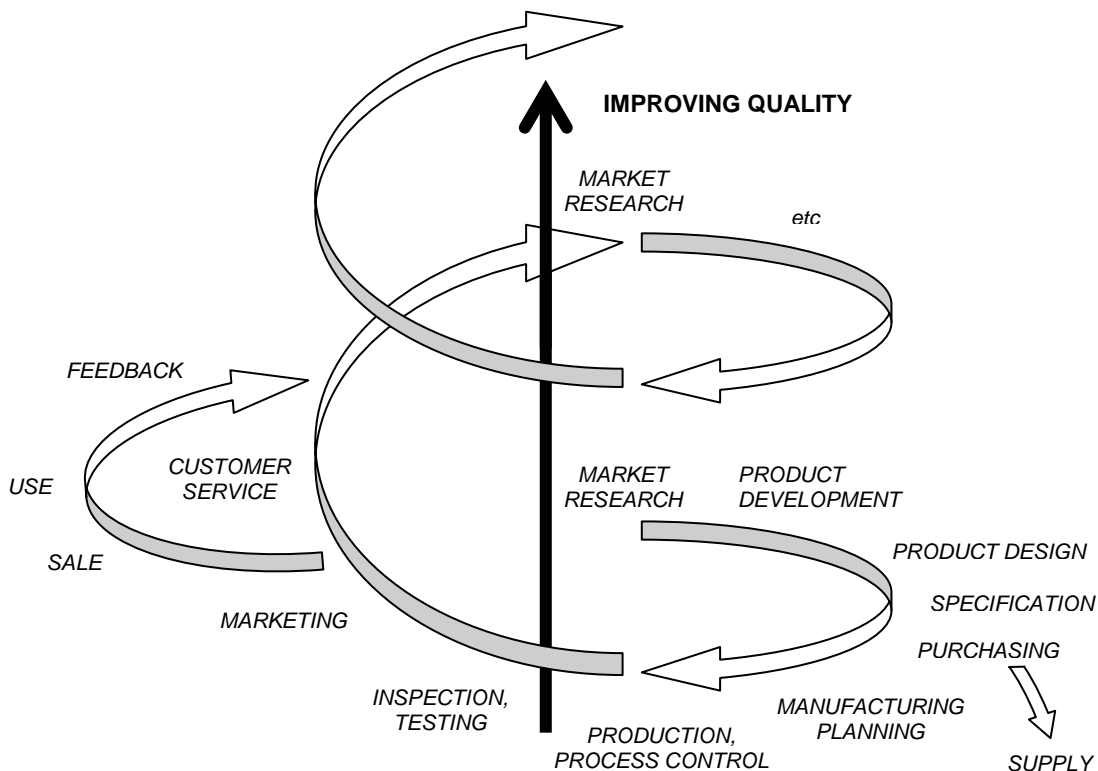 IMPROVING QUALITY
MARKET
RESEARCH
etc
FEEDBACK
USE
CUSTOMER
SERVICE
SALE
MARKETING
MARKET
RESEARCH
PRODUCT
DEVELOPMENT
PRODUCT DESIGN
SPECIFICATION
PURCHASING
SUPPLY
MANUFACTURING
PLANNING
PRODUCTION,
PROCESS CONTROL
INSPECTION,
TESTING